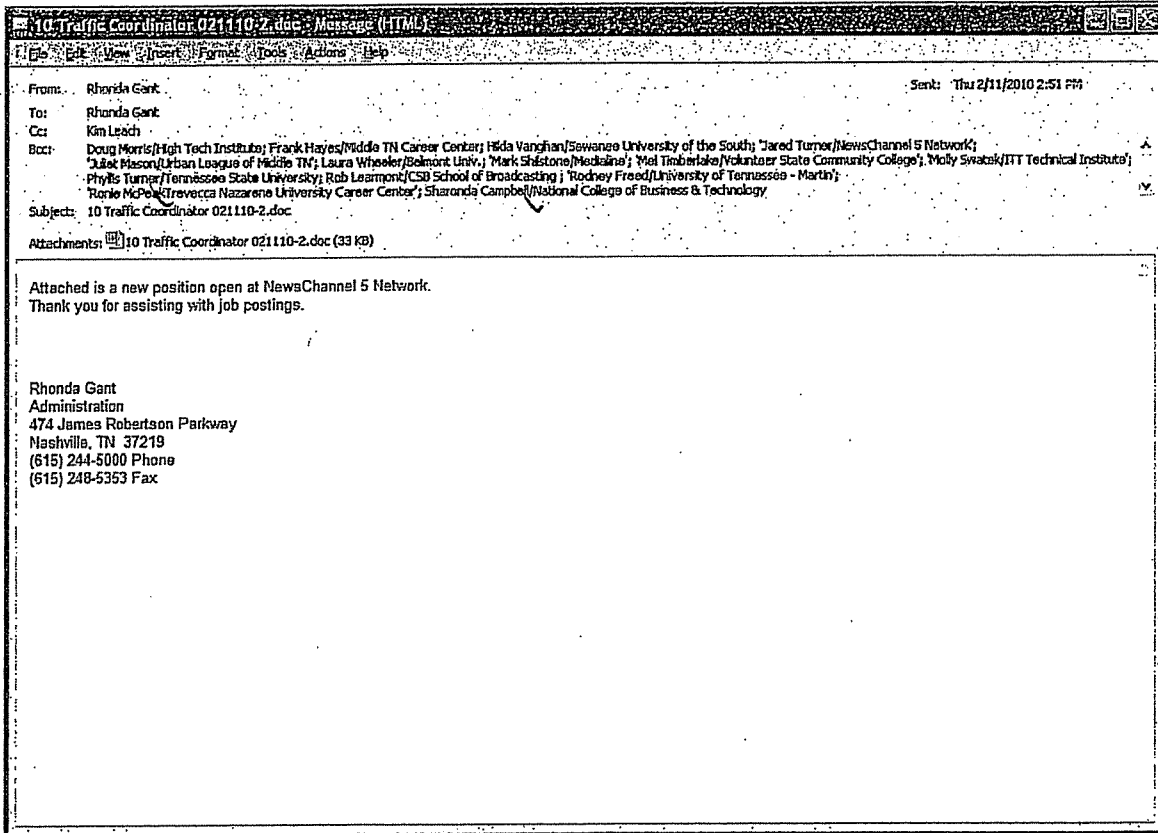 10 Traffic Coordinator 021110-2.doc - Message (HTML)
File Edit View Insert Format Tools Actions Help
From: Rhonda Gant Sent: Thu 2/11/2010 2:51 PM
To: Rhonda Gant
Cc: Kim Leach
Bcc: Doug Morris/High Tech Institute; Frank Hayes/Middle TN Career Center; Hilda Vanghan/Sewanee University of the South; 'Jared Turner/NewsChannel 5 Network';
'Juliet Mason/Urban League of Middle TN'; Laura Wheeler/Belmont Univ.; 'Mark Shilstone/Medialine'; 'Mel Timberlake/Volunteer State Community College'; 'Molly Swatek/ITT Technical Institute';
Phyllis Turner/Tennessee State University; Rob Learmont/CSB School of Broadcasting ; 'Rodney Freed/University of Tennessee - Martin';
'Ronie McPeak/Trevecca Nazarene University Career Center'; Sharonda Campbell/National College of Business & Technology
Subject: 10 Traffic Coordinator 021110-2.doc
Attachments: 10 Traffic Coordinator 021110-2.doc (33 KB)
Attached is a new position open at NewsChannel 5 Network.
Thank you for assisting with job postings.
Rhonda Gant
Administration
474 James Robertson Parkway
Nashville, TN 37219
(615) 244-5000 Phone
(615) 248-5353 Fax